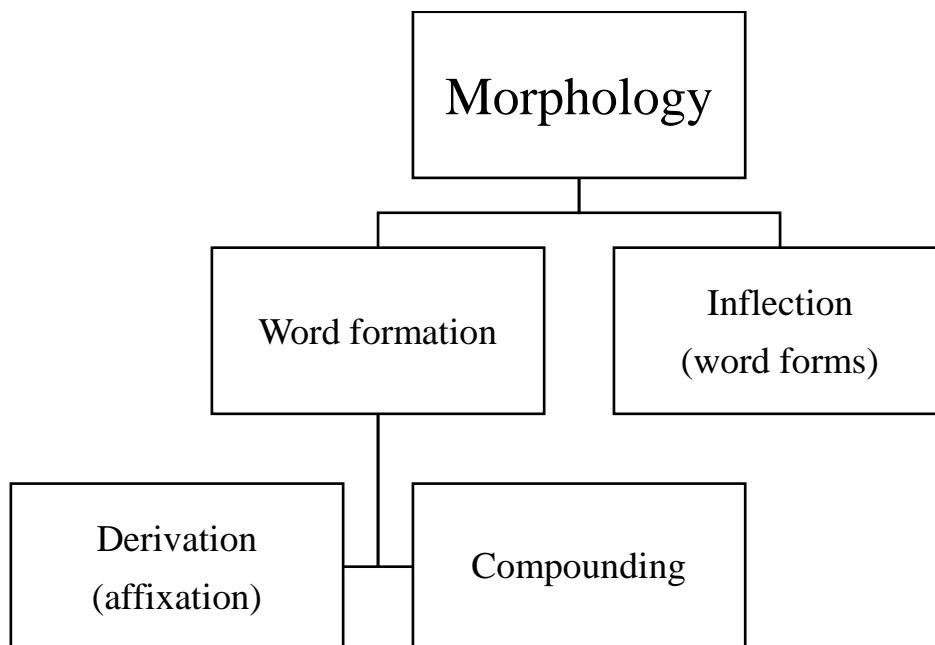 Morphology
Word formation
Inflection
(word forms)
Derivation
(affixation)
Compounding